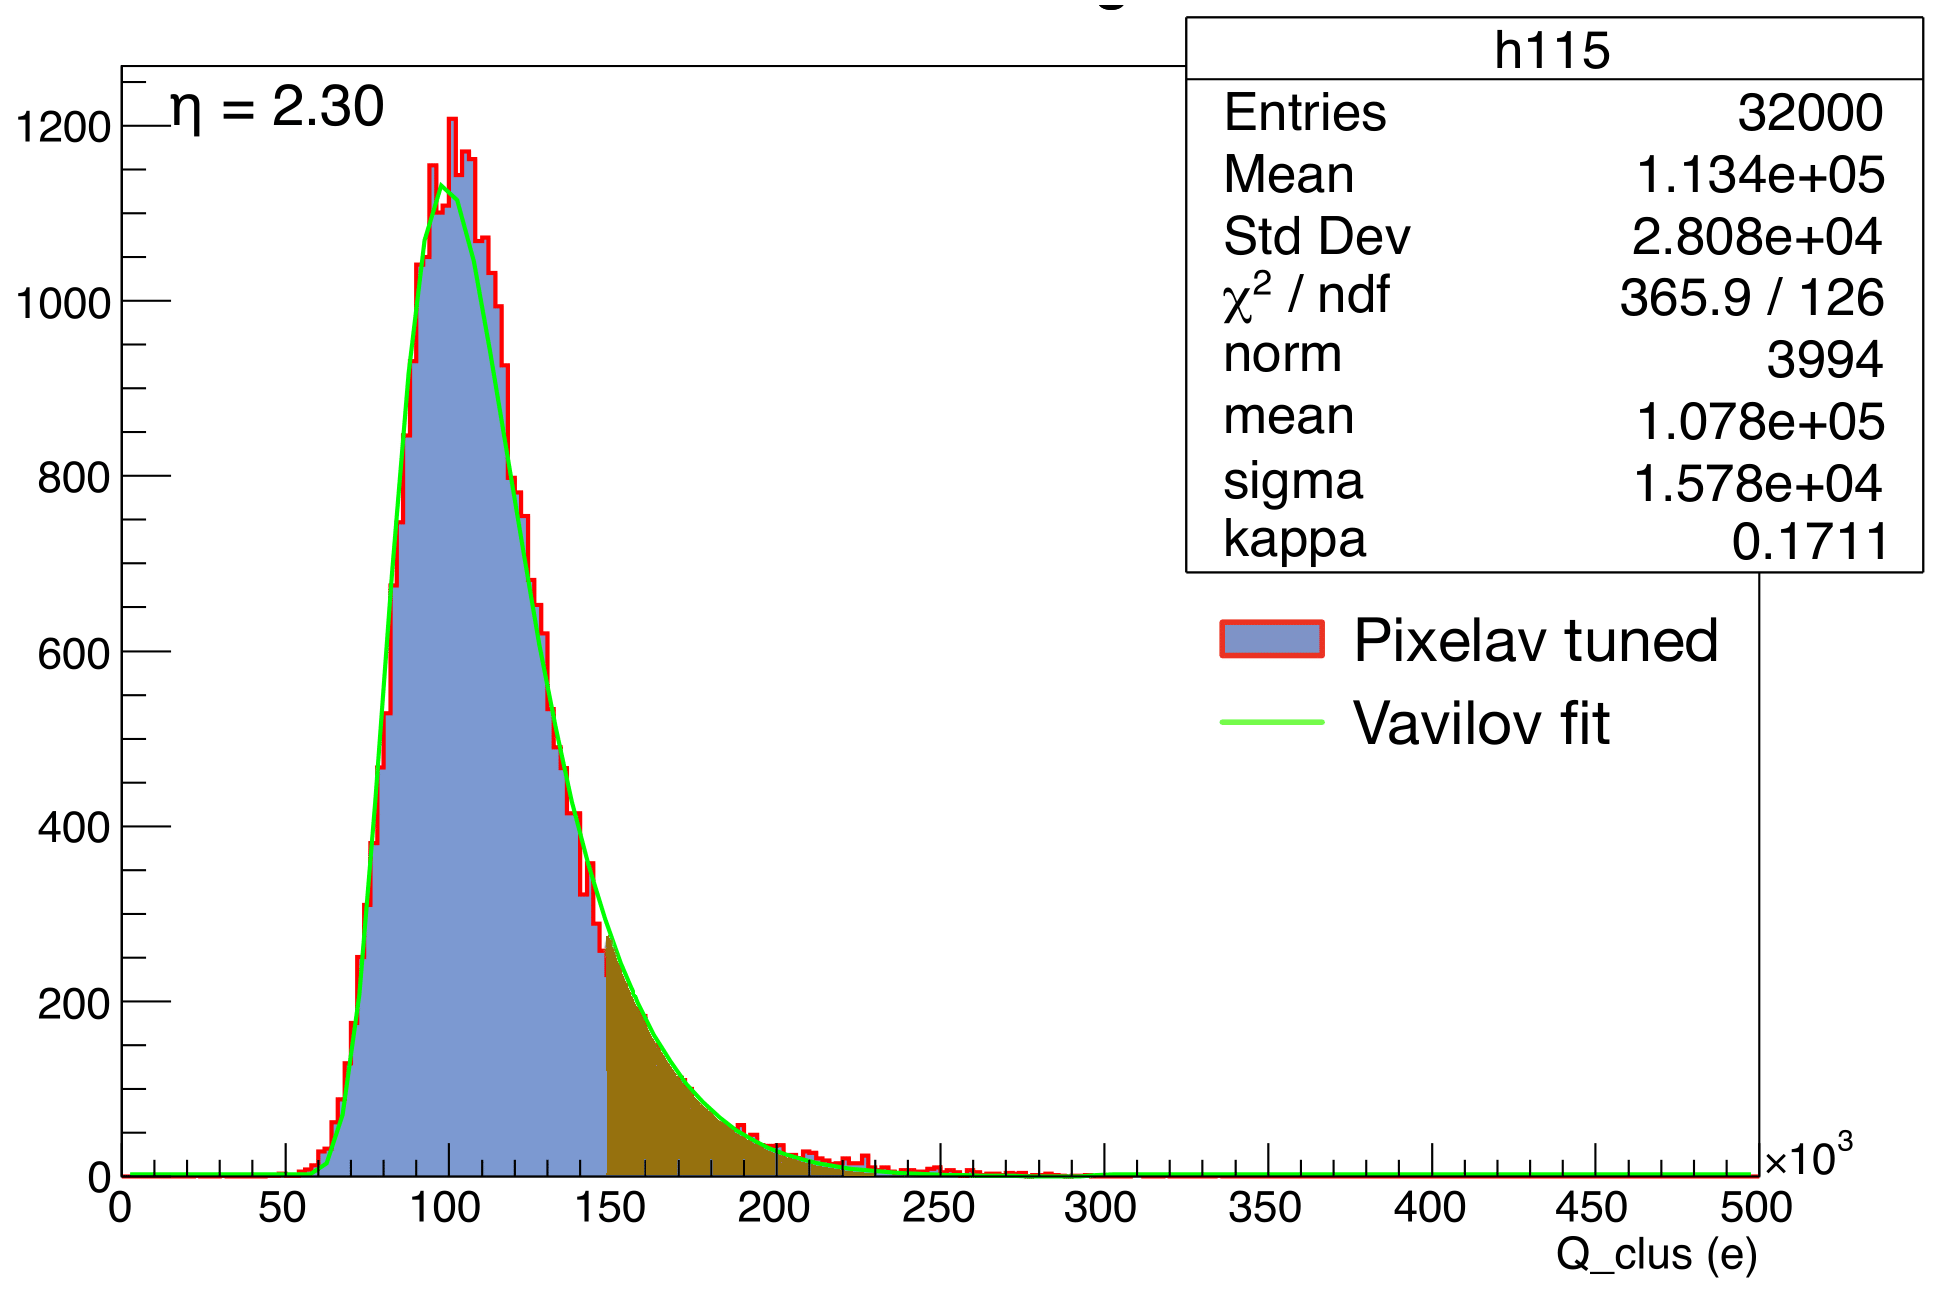 h115
Entries 32000
Mean 1.134e+05
Std Dev 2.808e+04
χ² / ndf 365.9 / 126
norm 3994
mean 1.078e+05
sigma 1.578e+04
kappa 0.1711
η = 2.30
Pixelav tuned
Vavilov fit
1200
1000
800
600
400
200
0
0 50 100 150 200 250 300 350 400 450 500
×10³
Q_clus (e)